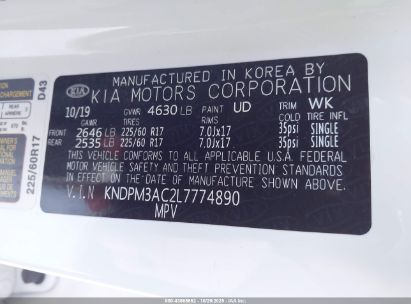 MANUFACTURED IN KOREA BY
KIA KIA MOTORS CORPORATION
10/19 GVWR 4630 LB PAINT UD TRIM WK
GAWR TIRES RIMS COLD TIRE INFL
FRONT 2646 LB 225/60 R17 7.0Jx17 35psi SINGLE
REAR 2535 LB 225/60 R17 7.0Jx17 35psi SINGLE
THIS VEHICLE CONFORMS TO ALL APPLICABLE U.S. FEDERAL
MOTOR VEHICLE SAFETY AND THEFT PREVENTION STANDARDS
IN EFFECT ON THE DATE OF MANUFACTURE SHOWN ABOVE.
V.I.N KNDPM3AC2L7774890
MPV
D43
225/60R17